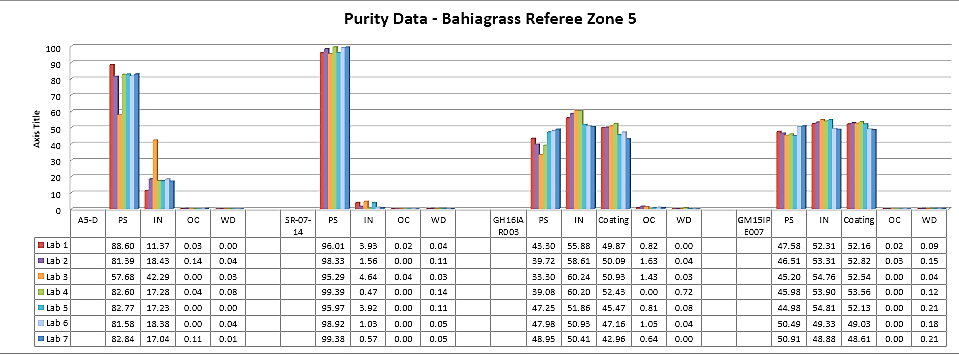 Purity Data - Bahiagrass Referee Zone 5
100
90
80
70
60
50
40
30
20
10
0
Axis Title
A5-D PS IN OC WD SR-07-14 PS IN OC WD GH16IAR003 PS IN Coating OC WD GM15IPE007 PS IN Coating OC WD
Lab 1 88.60 11.37 0.03 0.00 96.01 3.93 0.02 0.04 43.30 55.88 49.87 0.82 0.00 47.58 52.31 52.16 0.02 0.09
Lab 2 81.39 18.43 0.14 0.04 98.33 1.56 0.00 0.11 39.72 58.61 50.09 1.63 0.04 46.51 53.31 52.82 0.03 0.15
Lab 3 57.68 42.29 0.00 0.03 95.29 4.64 0.04 0.03 33.30 60.24 50.93 1.43 0.03 45.20 54.76 52.54 0.00 0.04
Lab 4 82.60 17.28 0.04 0.08 99.39 0.47 0.00 0.14 39.08 60.20 52.43 0.00 0.72 45.98 53.90 53.56 0.00 0.12
Lab 5 82.77 17.23 0.00 0.00 95.97 3.92 0.00 0.11 47.25 51.86 45.47 0.81 0.08 44.98 54.81 52.13 0.00 0.21
Lab 6 81.58 18.38 0.00 0.04 98.92 1.03 0.00 0.05 47.98 50.93 47.16 1.05 0.04 50.49 49.33 49.03 0.00 0.18
Lab 7 82.84 17.04 0.11 0.01 99.38 0.57 0.00 0.05 48.95 50.41 42.96 0.64 0.00 50.91 48.88 48.61 0.00 0.21